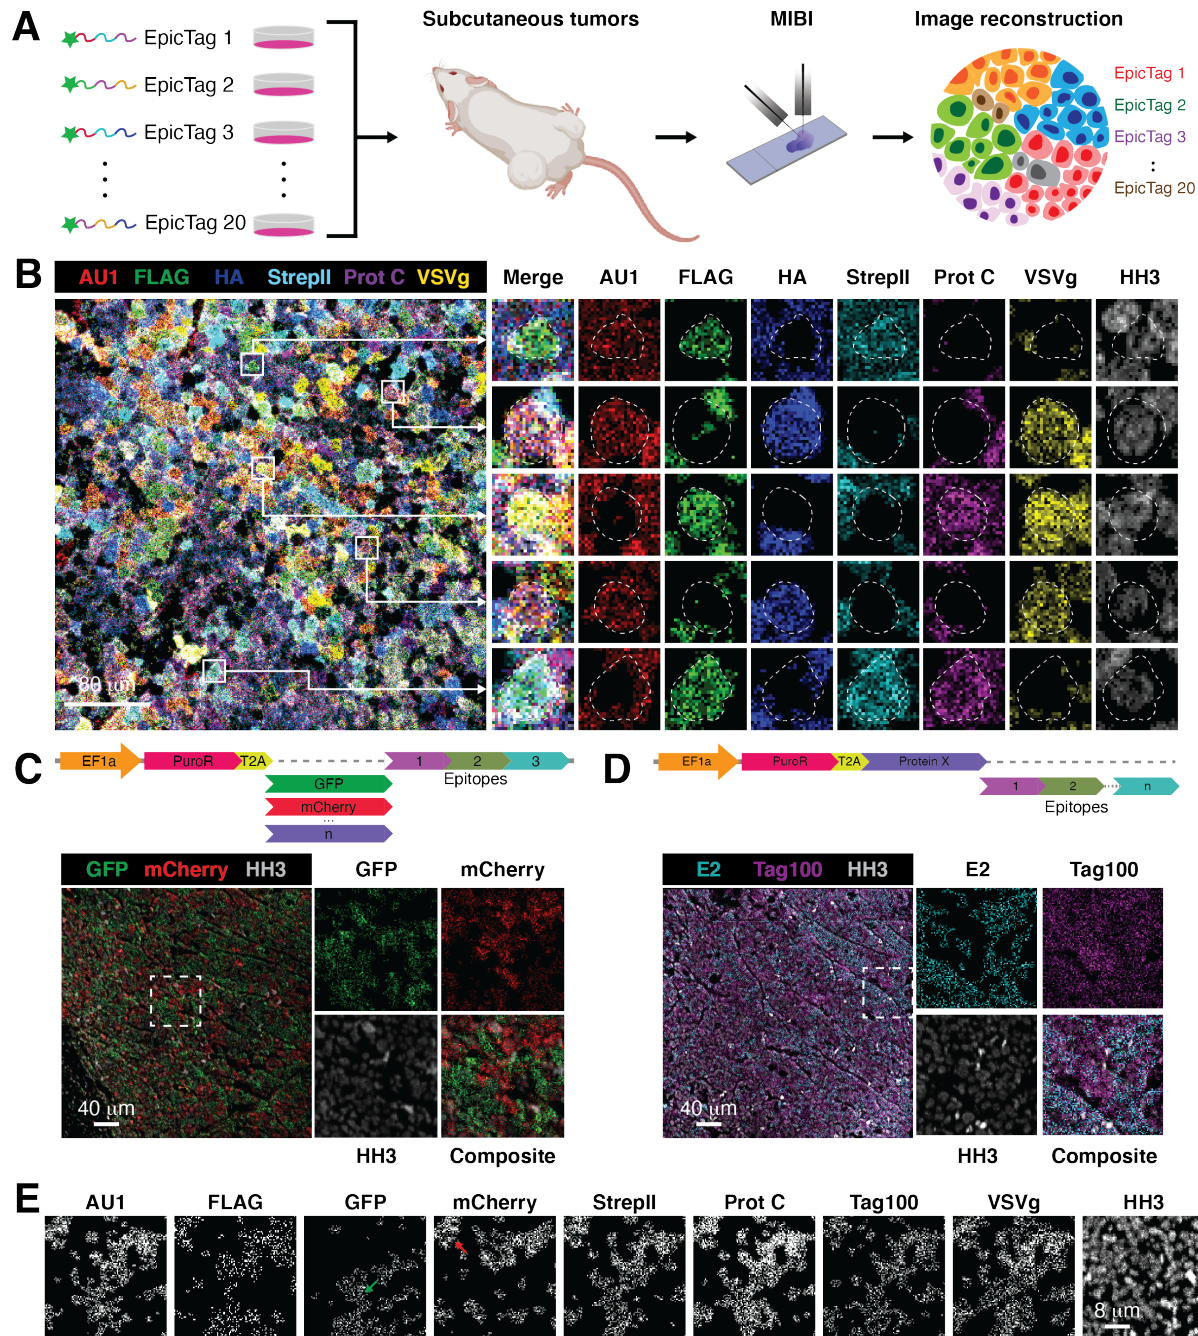 A
EpicTag 1
EpicTag 2
EpicTag 3
EpicTag 20
Subcutaneous tumors
MIBI
Image reconstruction
EpicTag 1
EpicTag 2
EpicTag 3
EpicTag 20
B
AU1 FLAG HA StrepII Prot C VSVg
Merge AU1 FLAG HA StrepII Prot C VSVg HH3
80 µm
C
EF1a PuroR T2A 1 2 3
Epitopes
GFP
mCherry
...
n
GFP mCherry HH3
GFP mCherry
40 µm
HH3 Composite
D
EF1a PuroR T2A Protein X
1 2 n
Epitopes
E2 Tag100 HH3
E2 Tag100
40 µm
HH3 Composite
E
AU1 FLAG GFP mCherry StrepII Prot C Tag100 VSVg HH3
8 µm